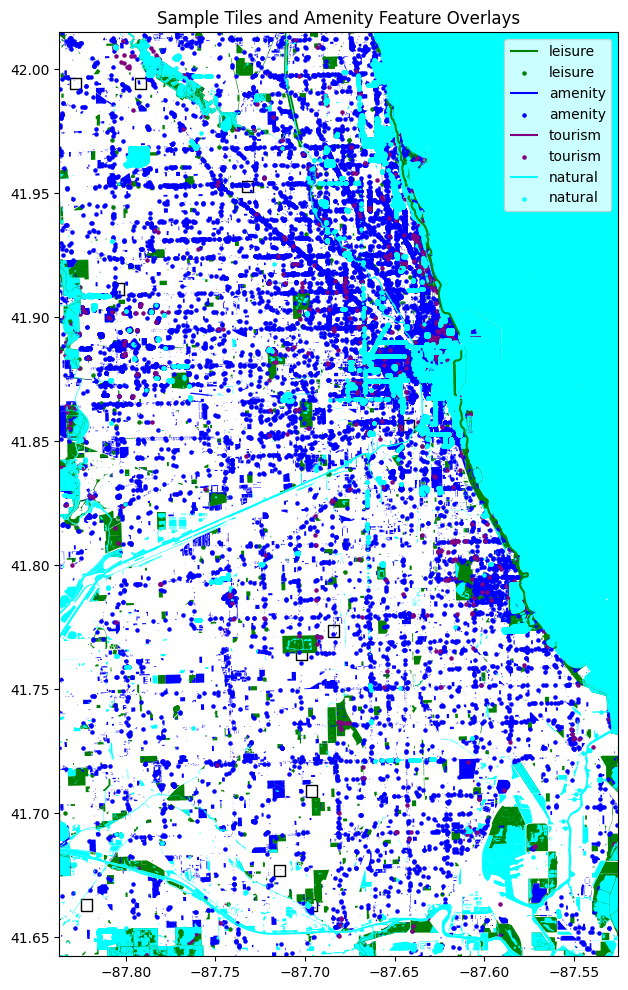 Sample Tiles and Amenity Feature Overlays
leisure
leisure
amenity
amenity
tourism
tourism
natural
natural
42.00
41.95
41.90
41.85
41.80
41.75
41.70
41.65
−87.80
−87.75
−87.70
−87.65
−87.60
−87.55